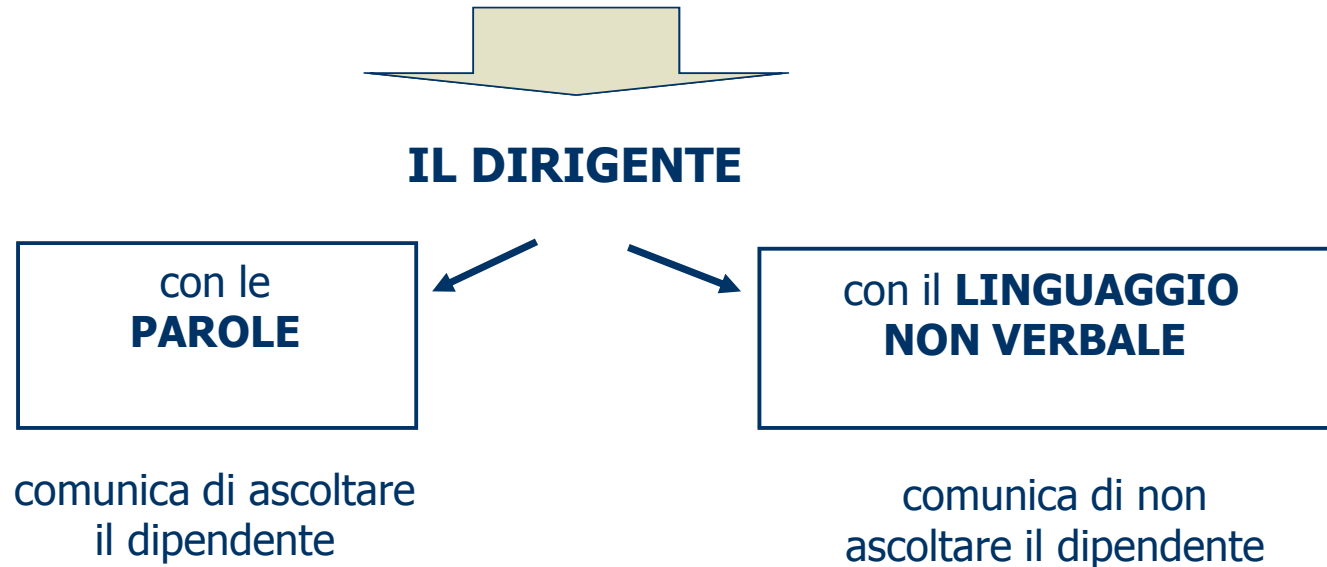 IL DIRIGENTE
con le
PAROLE
comunica di ascoltare
il dipendente
con il LINGUAGGIO
NON VERBALE
comunica di non
ascoltare il dipendente